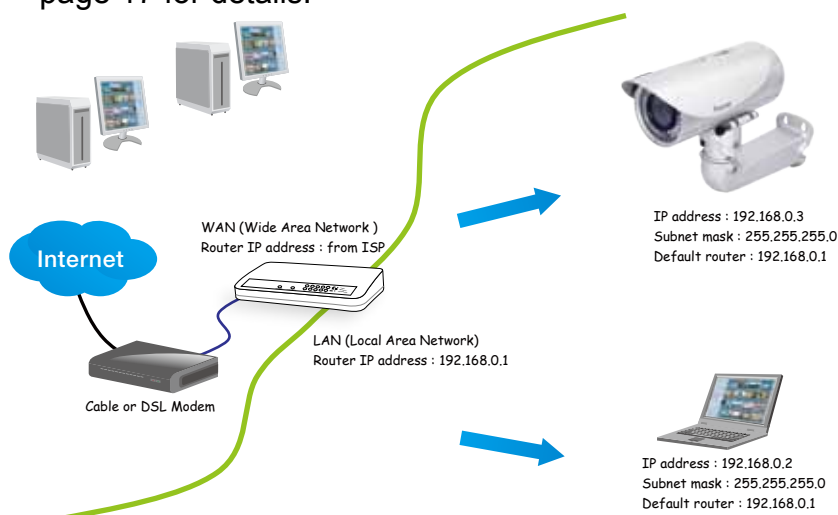 WAN (Wide Area Network )
Router IP address : from ISP
Internet
LAN (Local Area Network)
Router IP address : 192.168.0.1
Cable or DSL Modem
IP address : 192.168.0.3
Subnet mask : 255.255.255.0
Default router : 192.168.0.1
IP address : 192.168.0.2
Subnet mask : 255.255.255.0
Default router : 192.168.0.1